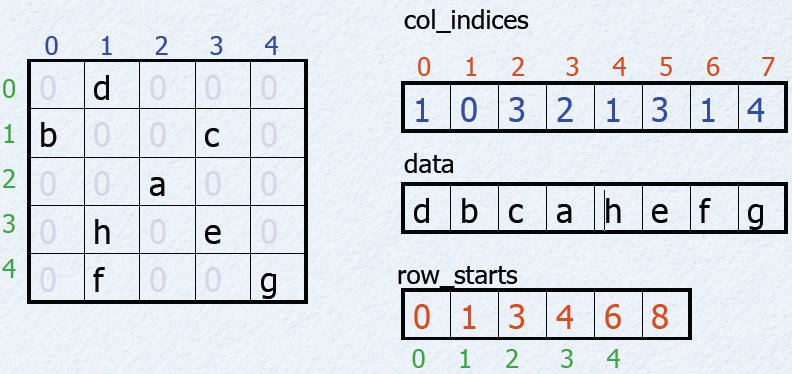 0 1 2 3 4
0 0 d 0 0 0
1 b 0 0 c 0
2 0 0 a 0 0
3 0 h 0 e 0
4 0 f 0 0 g
col_indices
0 1 2 3 4 5 6 7
1 0 3 2 1 3 1 4
data
d b c a h e f g
row_starts
0 1 3 4 6 8
0 1 2 3 4